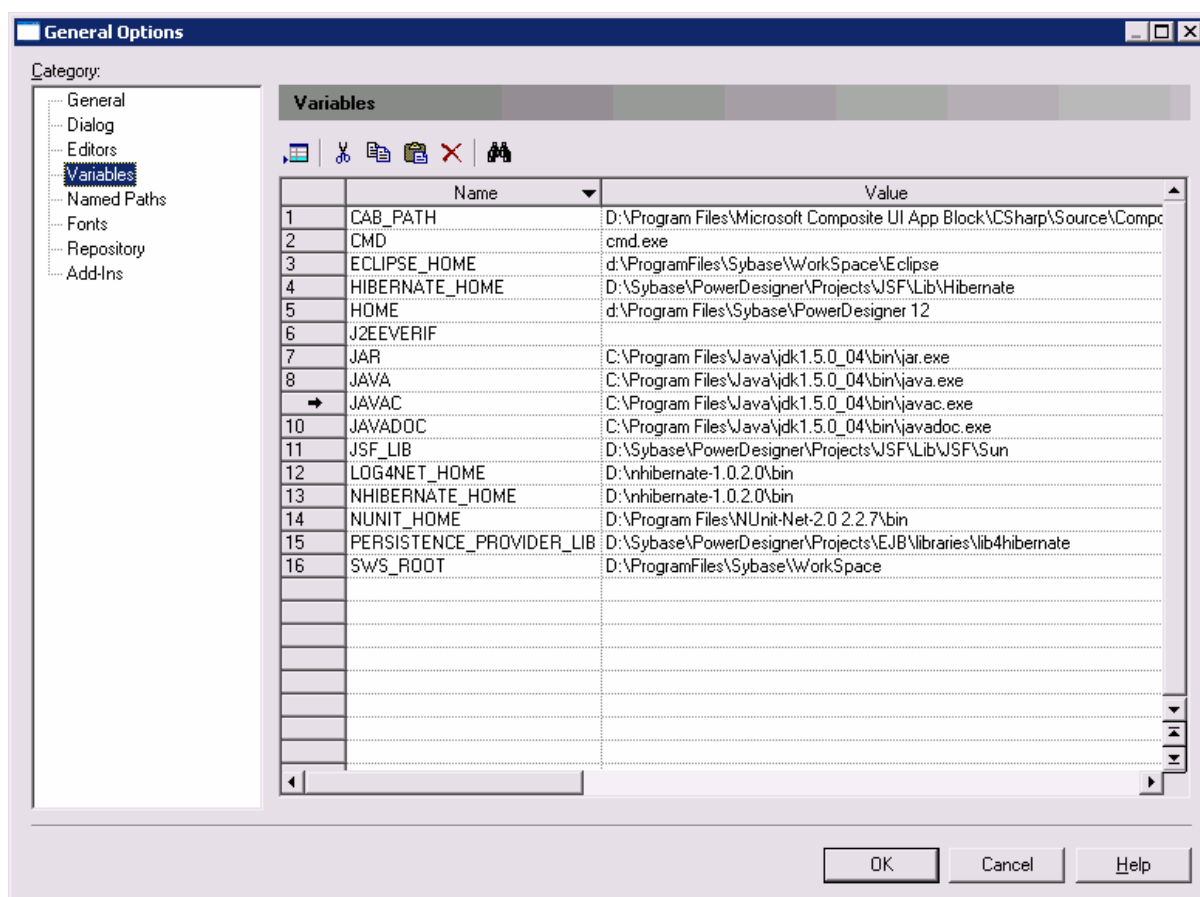 General Options
Category:
General
Dialog
Editors
Variables
Named Paths
Fonts
Repository
Add-Ins
Variables
Name Value
1 CAB_PATH D:\Program Files\Microsoft Composite UI App Block\CSharp\Source\Compo
2 CMD cmd.exe
3 ECLIPSE_HOME d:\ProgramFiles\Sybase\WorkSpace\Eclipse
4 HIBERNATE_HOME D:\Sybase\PowerDesigner\Projects\JSF\Lib\Hibernate
5 HOME d:\Program Files\Sybase\PowerDesigner 12
6 J2EEVERIF
7 JAR C:\Program Files\Java\jdk1.5.0_04\bin\jar.exe
8 JAVA C:\Program Files\Java\jdk1.5.0_04\bin\java.exe
JAVAC C:\Program Files\Java\jdk1.5.0_04\bin\javac.exe
10 JAVADOC C:\Program Files\Java\jdk1.5.0_04\bin\javadoc.exe
11 JSF_LIB D:\Sybase\PowerDesigner\Projects\JSF\Lib\JSF\Sun
12 LOG4NET_HOME D:\nhibernate-1.0.2.0\bin
13 NHIBERNATE_HOME D:\nhibernate-1.0.2.0\bin
14 NUNIT_HOME D:\Program Files\NUnit-Net-2.0 2.2.7\bin
15 PERSISTENCE_PROVIDER_LIB D:\Sybase\PowerDesigner\Projects\EJB\libraries\lib4hibernate
16 SWS_ROOT D:\ProgramFiles\Sybase\WorkSpace
OK Cancel Help